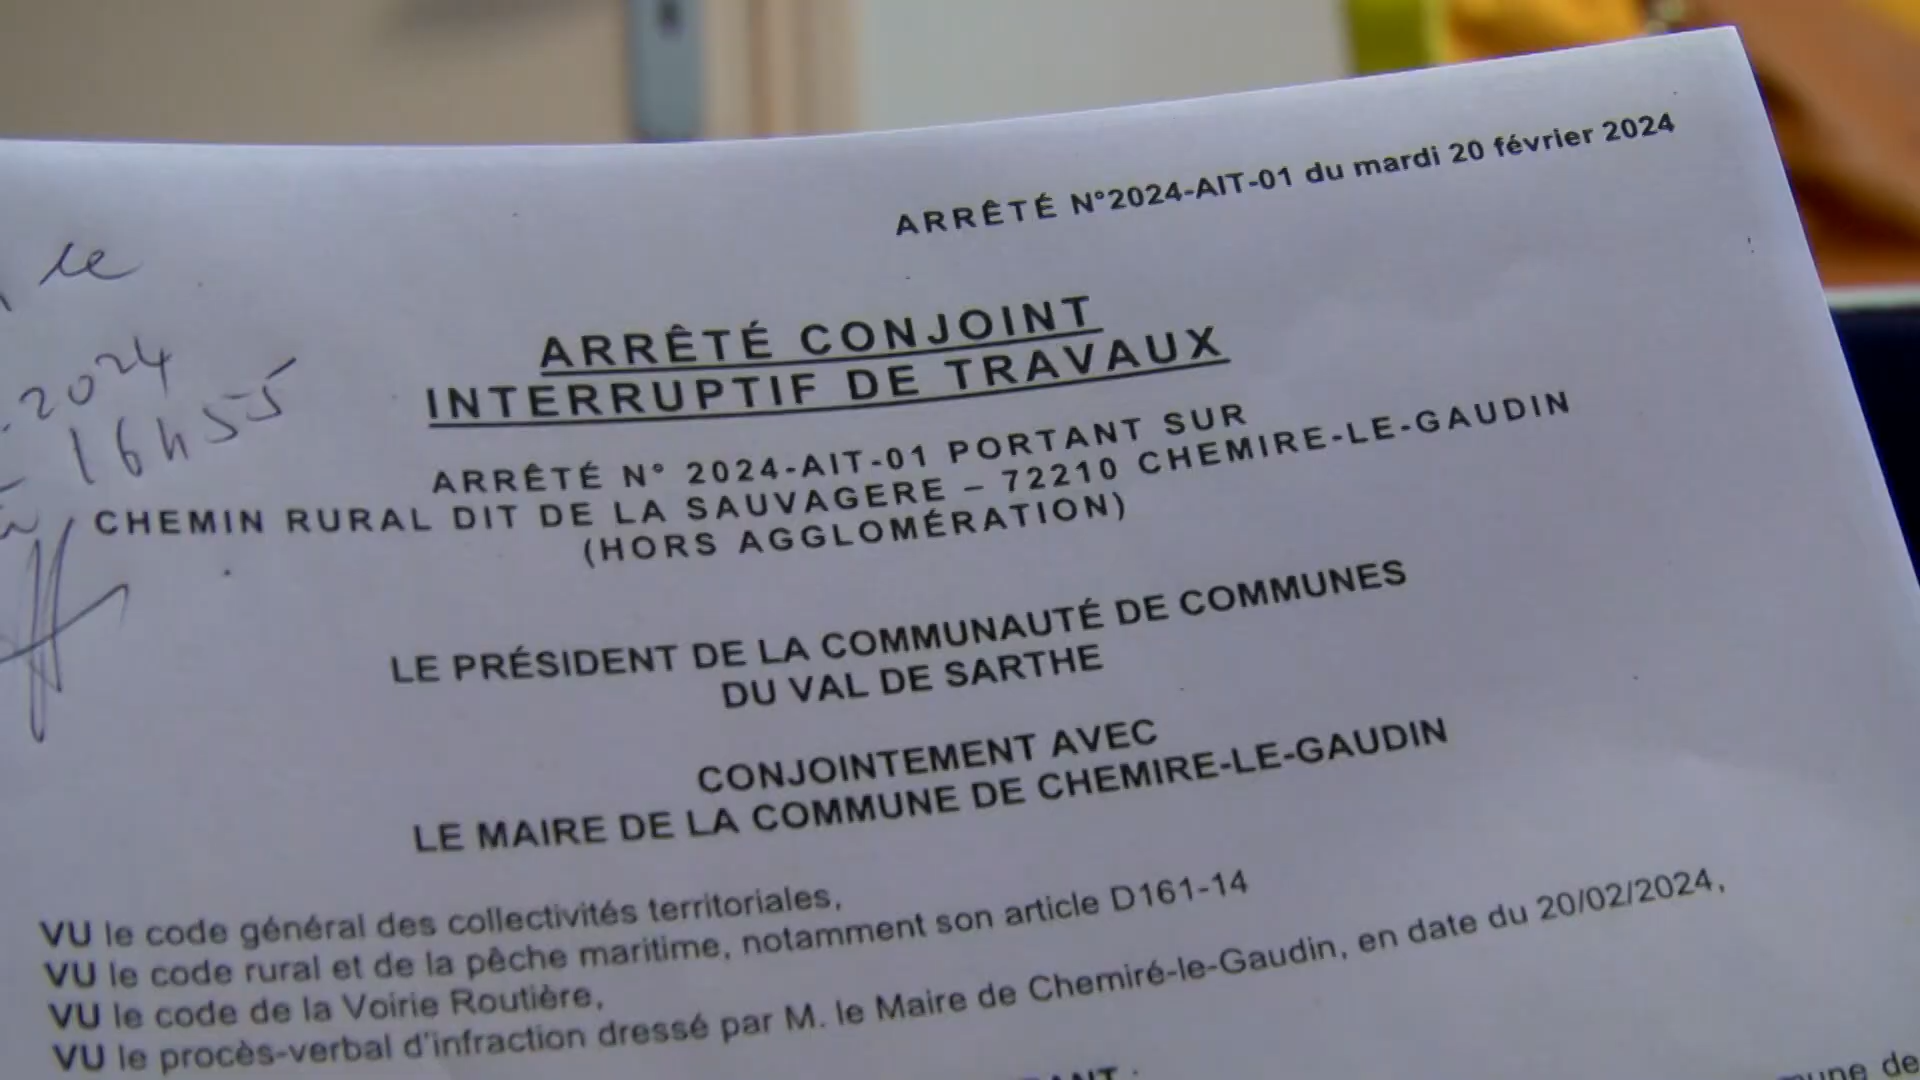 ARRÊTÉ N°2024-AIT-01 du mardi 20 février 2024
le
2024
16h55
ARRÊTÉ CONJOINT
INTERRUPTIF DE TRAVAUX
ARRÊTÉ N° 2024-AIT-01 PORTANT SUR
CHEMIN RURAL DIT DE LA SAUVAGERE – 72210 CHEMIRE-LE-GAUDIN
(HORS AGGLOMÉRATION)
LE PRÉSIDENT DE LA COMMUNAUTÉ DE COMMUNES
DU VAL DE SARTHE
CONJOINTEMENT AVEC
LE MAIRE DE LA COMMUNE DE CHEMIRE-LE-GAUDIN
VU le code général des collectivités territoriales,
VU le code rural et de la pêche maritime, notamment son article D161-14
VU le code de la Voirie Routière,
VU le procès-verbal d'infraction dressé par M. le Maire de Chemiré-le-Gaudin, en date du 20/02/2024,
de